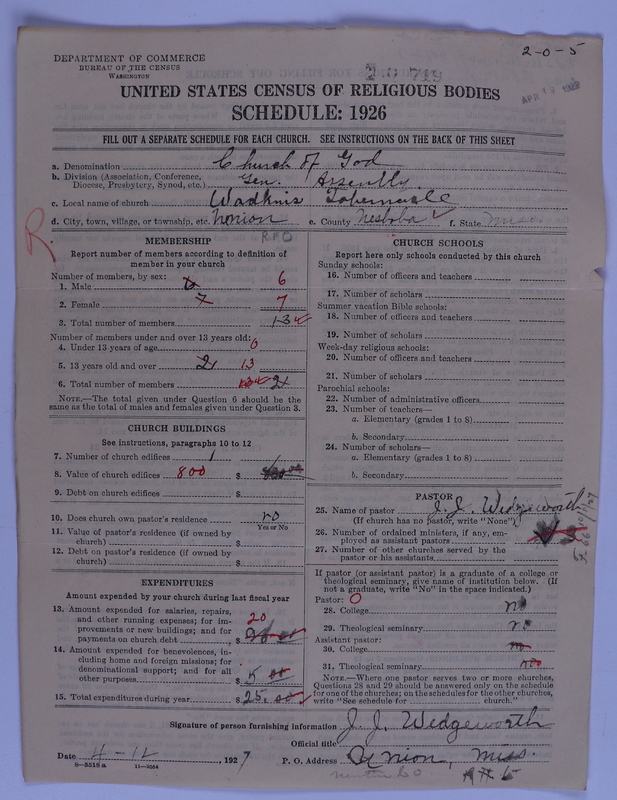 2-0-5
DEPARTMENT OF COMMERCE
BUREAU OF THE CENSUS
WASHINGTON
APR 19
UNITED STATES CENSUS OF RELIGIOUS BODIES
SCHEDULE: 1926
FILL OUT A SEPARATE SCHEDULE FOR EACH CHURCH. SEE INSTRUCTIONS ON THE BACK OF THIS SHEET
a. Denomination Church of God
b. Division (Association, Conference, Gen. Assembly
Diocese, Presbytery, Synod, etc.)
c. Local name of church Wadkins Tabernacle
d. City, town, village, or township, etc. Union e. County Neshoba f. State Miss.
R
RFD
MEMBERSHIP
Report number of members according to definition of
member in your church
Number of members, by sex:
1. Male 6 6
2. Female 7 7
3. Total number of members 13
Number of members under and over 13 years old:
4. Under 13 years of age 0
5. 13 years old and over 21 13
6. Total number of members 13 21
NOTE.—The total given under Question 6 should be
same as the total of males and females given under Question 3.
CHURCH BUILDINGS
See instructions, paragraphs 10 to 12
7. Number of church edifices 1
8. Value of church edifices 800 $
9. Debt on church edifices $
10. Does church own pastor's residence no
Yes or No
11. Value of pastor's residence (if owned by
church) $
12. Debt on pastor's residence (if owned by
church) $
EXPENDITURES
Amount expended by your church during last fiscal year
13. Amount expended for salaries, repairs, 20
and other running expenses; for im-
provements or new buildings; and for
payments on church debt $ 20 00
14. Amount expended for benevolences, in-
cluding home and foreign missions; for
denominational support; and for all
other purposes $ 5 00
15. Total expenditures during year $ 25.00
CHURCH SCHOOLS
Report here only schools conducted by this church
Sunday schools:
16. Number of officers and teachers
17. Number of scholars
Summer vacation Bible schools:
18. Number of officers and teachers
19. Number of scholars
Week-day religious schools:
20. Number of officers and teachers
21. Number of scholars
Parochial schools:
22. Number of administrative officers
23. Number of teachers—
a. Elementary (grades 1 to 8)
b. Secondary
24. Number of scholars—
a. Elementary (grades 1 to 8)
b. Secondary
PASTOR
25. Name of pastor J. J. Wedgeworth
(If church has no pastor, write "None")
26. Number of ordained ministers, if any, em-
ployed as assistant pastors
27. Number of other churches served by the
pastor or his assistants
If pastor (or assistant pastor) is a graduate of a college or
theological seminary, give name of institution below. (If
not a graduate, write "No" in the space indicated.)
Pastor: 0
28. College no
29. Theological seminary no
Assistant pastor:
30. College no
31. Theological seminary no
NOTE.—Where one pastor serves two or more churches,
Questions 28 and 29 should be answered only on the schedule
for one of the churches; on the schedules for the other churches,
write "See schedule for church."
Signature of person furnishing information J. J. Wedgeworth
Official title
Date 4-12, 1927 P. O. Address Union, Miss.
8-5518a 11-2064